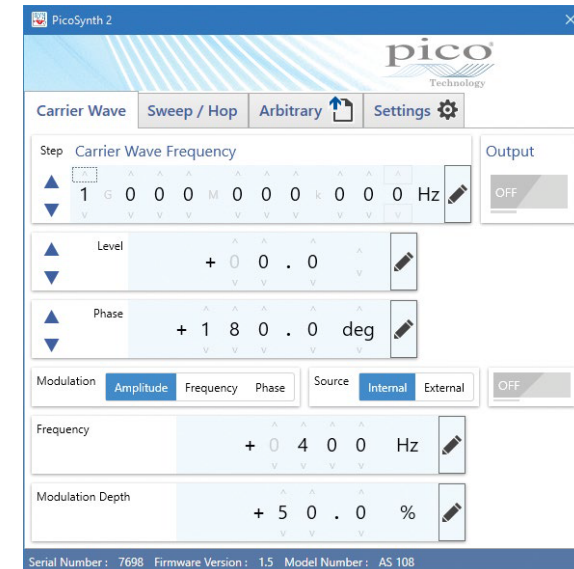 PicoSynth 2
pico
Technology
Carrier Wave Sweep / Hop Arbitrary Settings
Step Carrier Wave Frequency Output
1 G 0 0 0 M 0 0 0 k 0 0 0 Hz OFF
Level + 0 0 . 0
Phase + 1 8 0 . 0 deg
Modulation Amplitude Frequency Phase Source Internal External OFF
Frequency + 0 4 0 0 Hz
Modulation Depth + 5 0 . 0 %
Serial Number : 7698 Firmware Version : 1.5 Model Number : AS 108